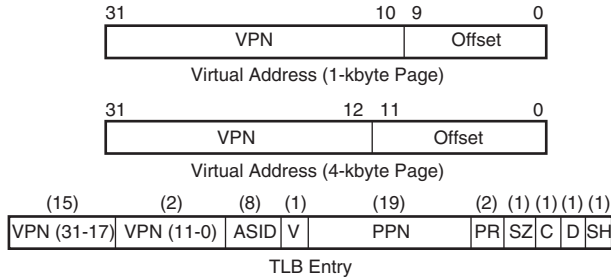 31 10 9 0
VPN Offset
Virtual Address (1-kbyte Page)
31 12 11 0
VPN Offset
Virtual Address (4-kbyte Page)
(15) (2) (8) (1) (19) (2) (1) (1) (1) (1)
VPN (31-17) VPN (11-0) ASID V PPN PR SZ C D SH
TLB Entry